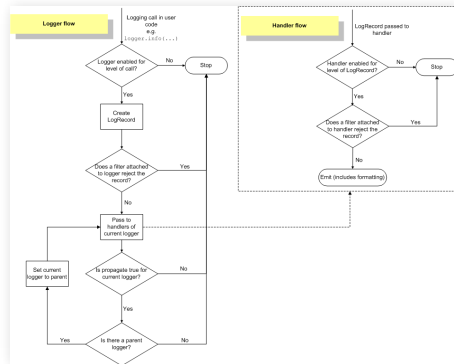 Logger flow
Logging call in user
code
e.g.
logger.info(...)
Logger enabled for
level of call?
No
Stop
Yes
Create
LogRecord
Does a filter attached
to logger reject the
record?
Yes
No
Pass to
handlers of
current logger
Set current
logger to parent
Is propagate true for
current logger?
No
Yes
Is there a parent
logger?
Yes
No
Handler flow
LogRecord passed to
handler
Handler enabled for
level of LogRecord?
No
Stop
Yes
Does a filter attached
to handler reject the
record?
Yes
No
Emit (includes formatting)